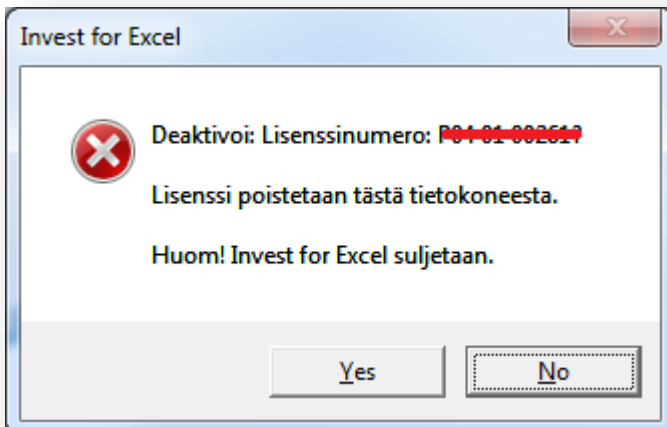 Invest for Excel
Deaktivoi: Lisenssinumero:
Lisenssi poistetaan tästä tietokoneesta.
Huom! Invest for Excel suljetaan.
Yes
No